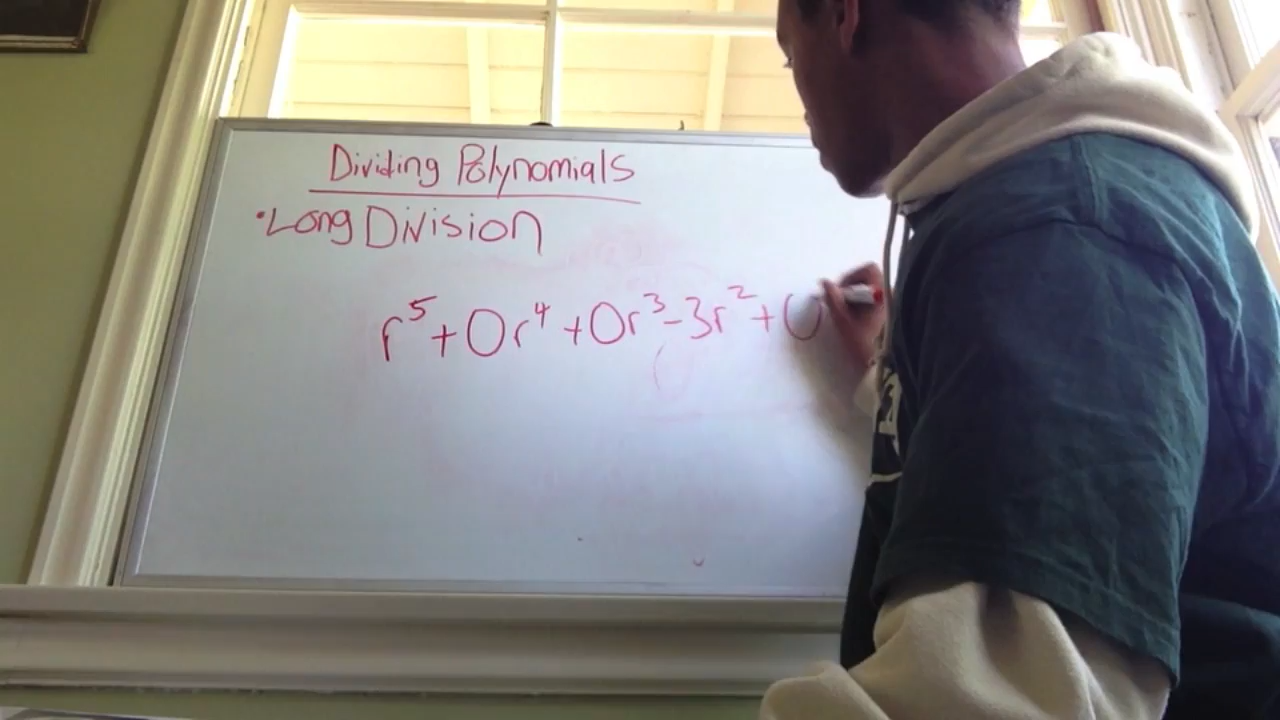 Dividing Polynomials
•Long Division
r⁵+0r⁴+0r³-3r²+0